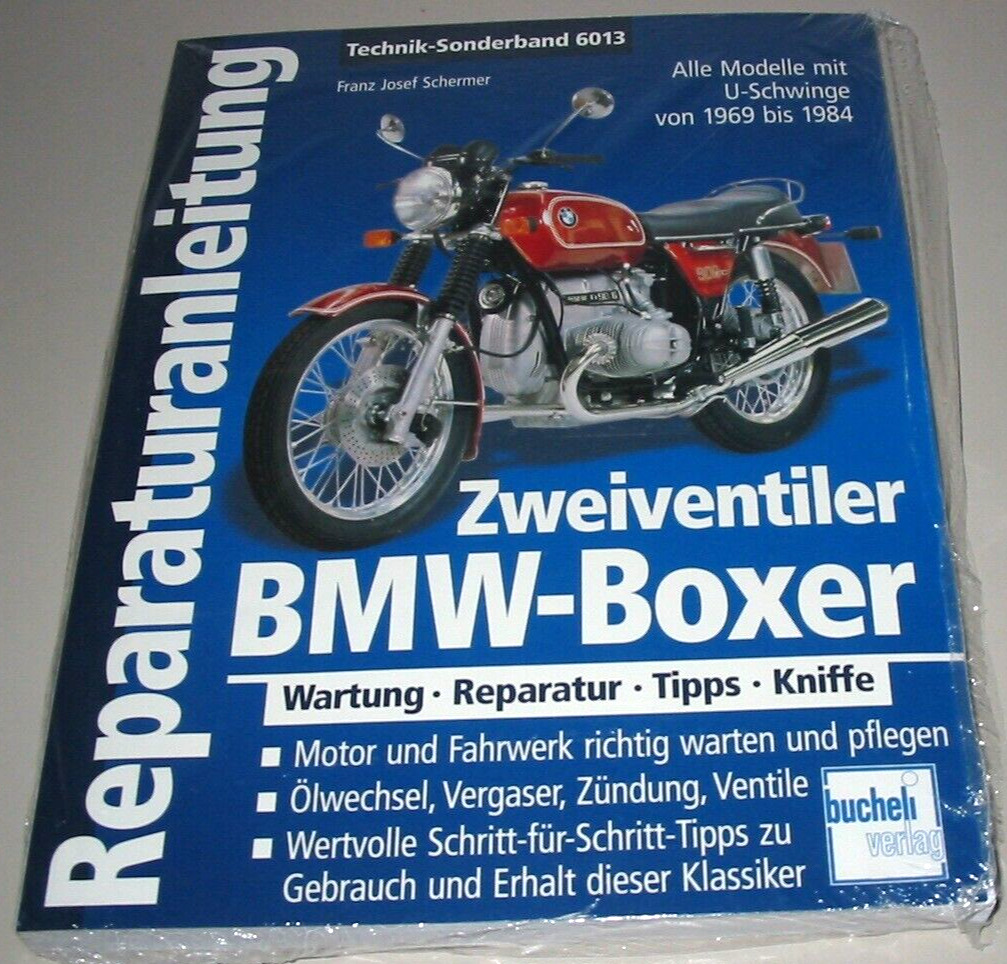 Technik-Sonderband 6013
Franz Josef Schermer
Alle Modelle mit
U-Schwinge
von 1969 bis 1984
Reparaturanleitung
BMW
Zweiventiler
BMW-Boxer
Wartung · Reparatur · Tipps · Kniffe
■ Motor und Fahrwerk richtig warten und pflegen
■ Ölwechsel, Vergaser, Zündung, Ventile
■ Wertvolle Schritt-für-Schritt-Tipps zu
Gebrauch und Erhalt dieser Klassiker
bucheli
verlag